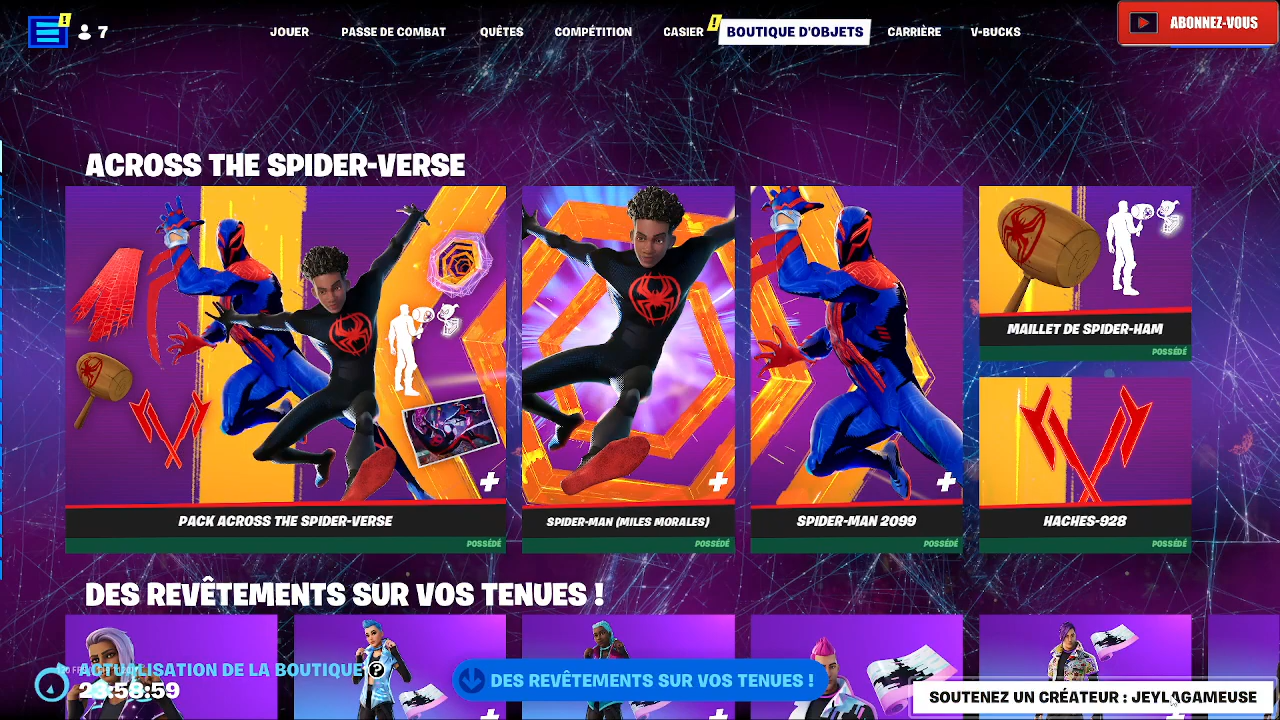 7
JOUER
PASSE DE COMBAT
QUÊTES
COMPÉTITION
CASIER
BOUTIQUE D'OBJETS
CARRIÈRE
V-BUCKS
ABONNEZ-VOUS
ACROSS THE SPIDER-VERSE
PACK ACROSS THE SPIDER-VERSE
POSSÉDÉ
SPIDER-MAN (MILES MORALES)
POSSÉDÉ
SPIDER-MAN 2099
POSSÉDÉ
MAILLET DE SPIDER-HAM
POSSÉDÉ
HACHES-928
POSSÉDÉ
DES REVÊTEMENTS SUR VOS TENUES !
ACTUALISATION DE LA BOUTIQUE ?
23:58:59
DES REVÊTEMENTS SUR VOS TENUES !
SOUTENEZ UN CRÉATEUR : JEYLAGAMEUSE